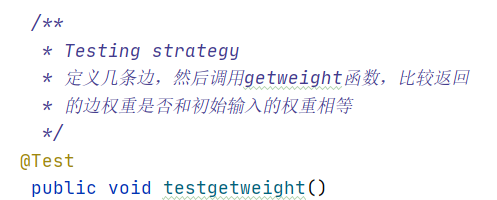 /**
* Testing strategy
* 定义几条边，然后调用getweight函数，比较返回
* 的边权重是否和初始输入的权重相等
*/
@Test
public void testgetweight()